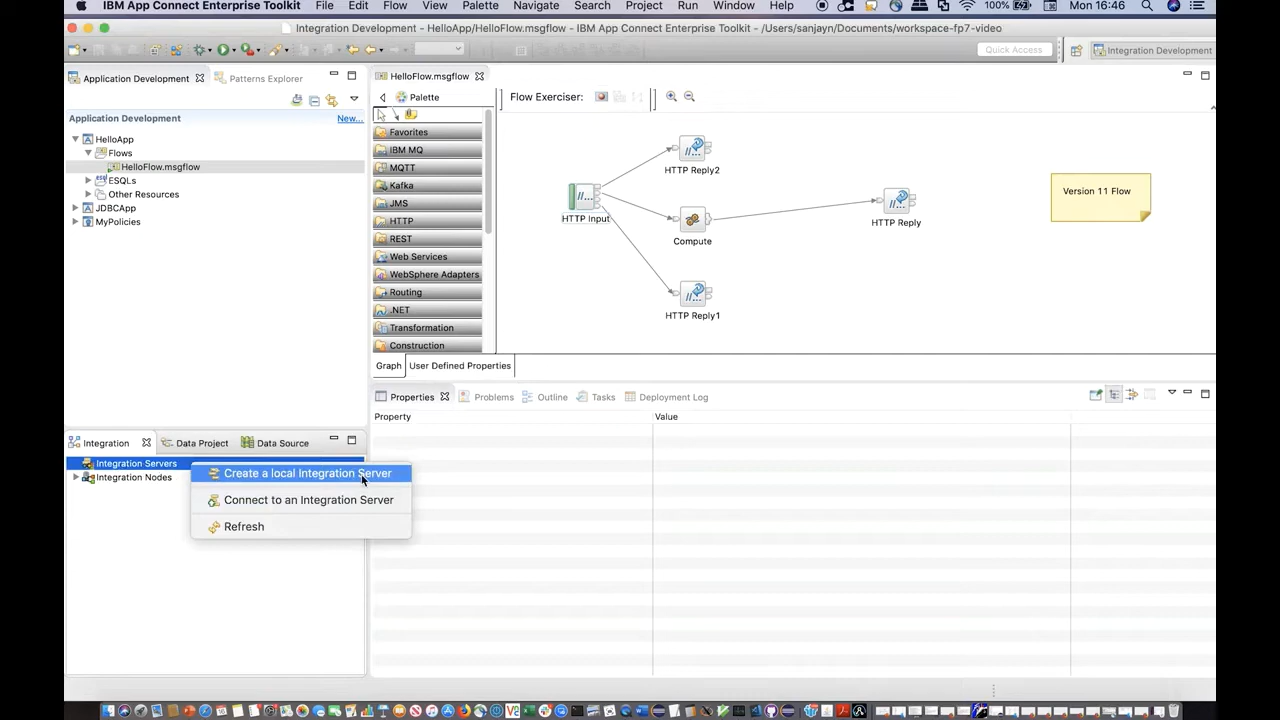 IBM App Connect Enterprise Toolkit File Edit Flow View Palette Navigate Search Project Run Window Help 100% Mon 16:46
Integration Development - HelloApp/HelloFlow.msgflow - IBM App Connect Enterprise Toolkit - /Users/sanjayn/Documents/workspace-fp7-video
Quick Access Integration Development
Application Development Patterns Explorer
Application Development New...
HelloApp
Flows
HelloFlow.msgflow
ESQLs
Other Resources
JDBCApp
MyPolicies
HelloFlow.msgflow
Palette Flow Exerciser:
Favorites
IBM MQ
MQTT
Kafka
JMS
HTTP
REST
Web Services
WebSphere Adapters
Routing
.NET
Transformation
Construction
HTTP Reply2
HTTP Input
Compute
HTTP Reply
HTTP Reply1
Version 11 Flow
Graph User Defined Properties
Properties Problems Outline Tasks Deployment Log
Property Value
Integration Data Project Data Source
Integration Servers
Integration Nodes
Create a local Integration Server
Connect to an Integration Server
Refresh